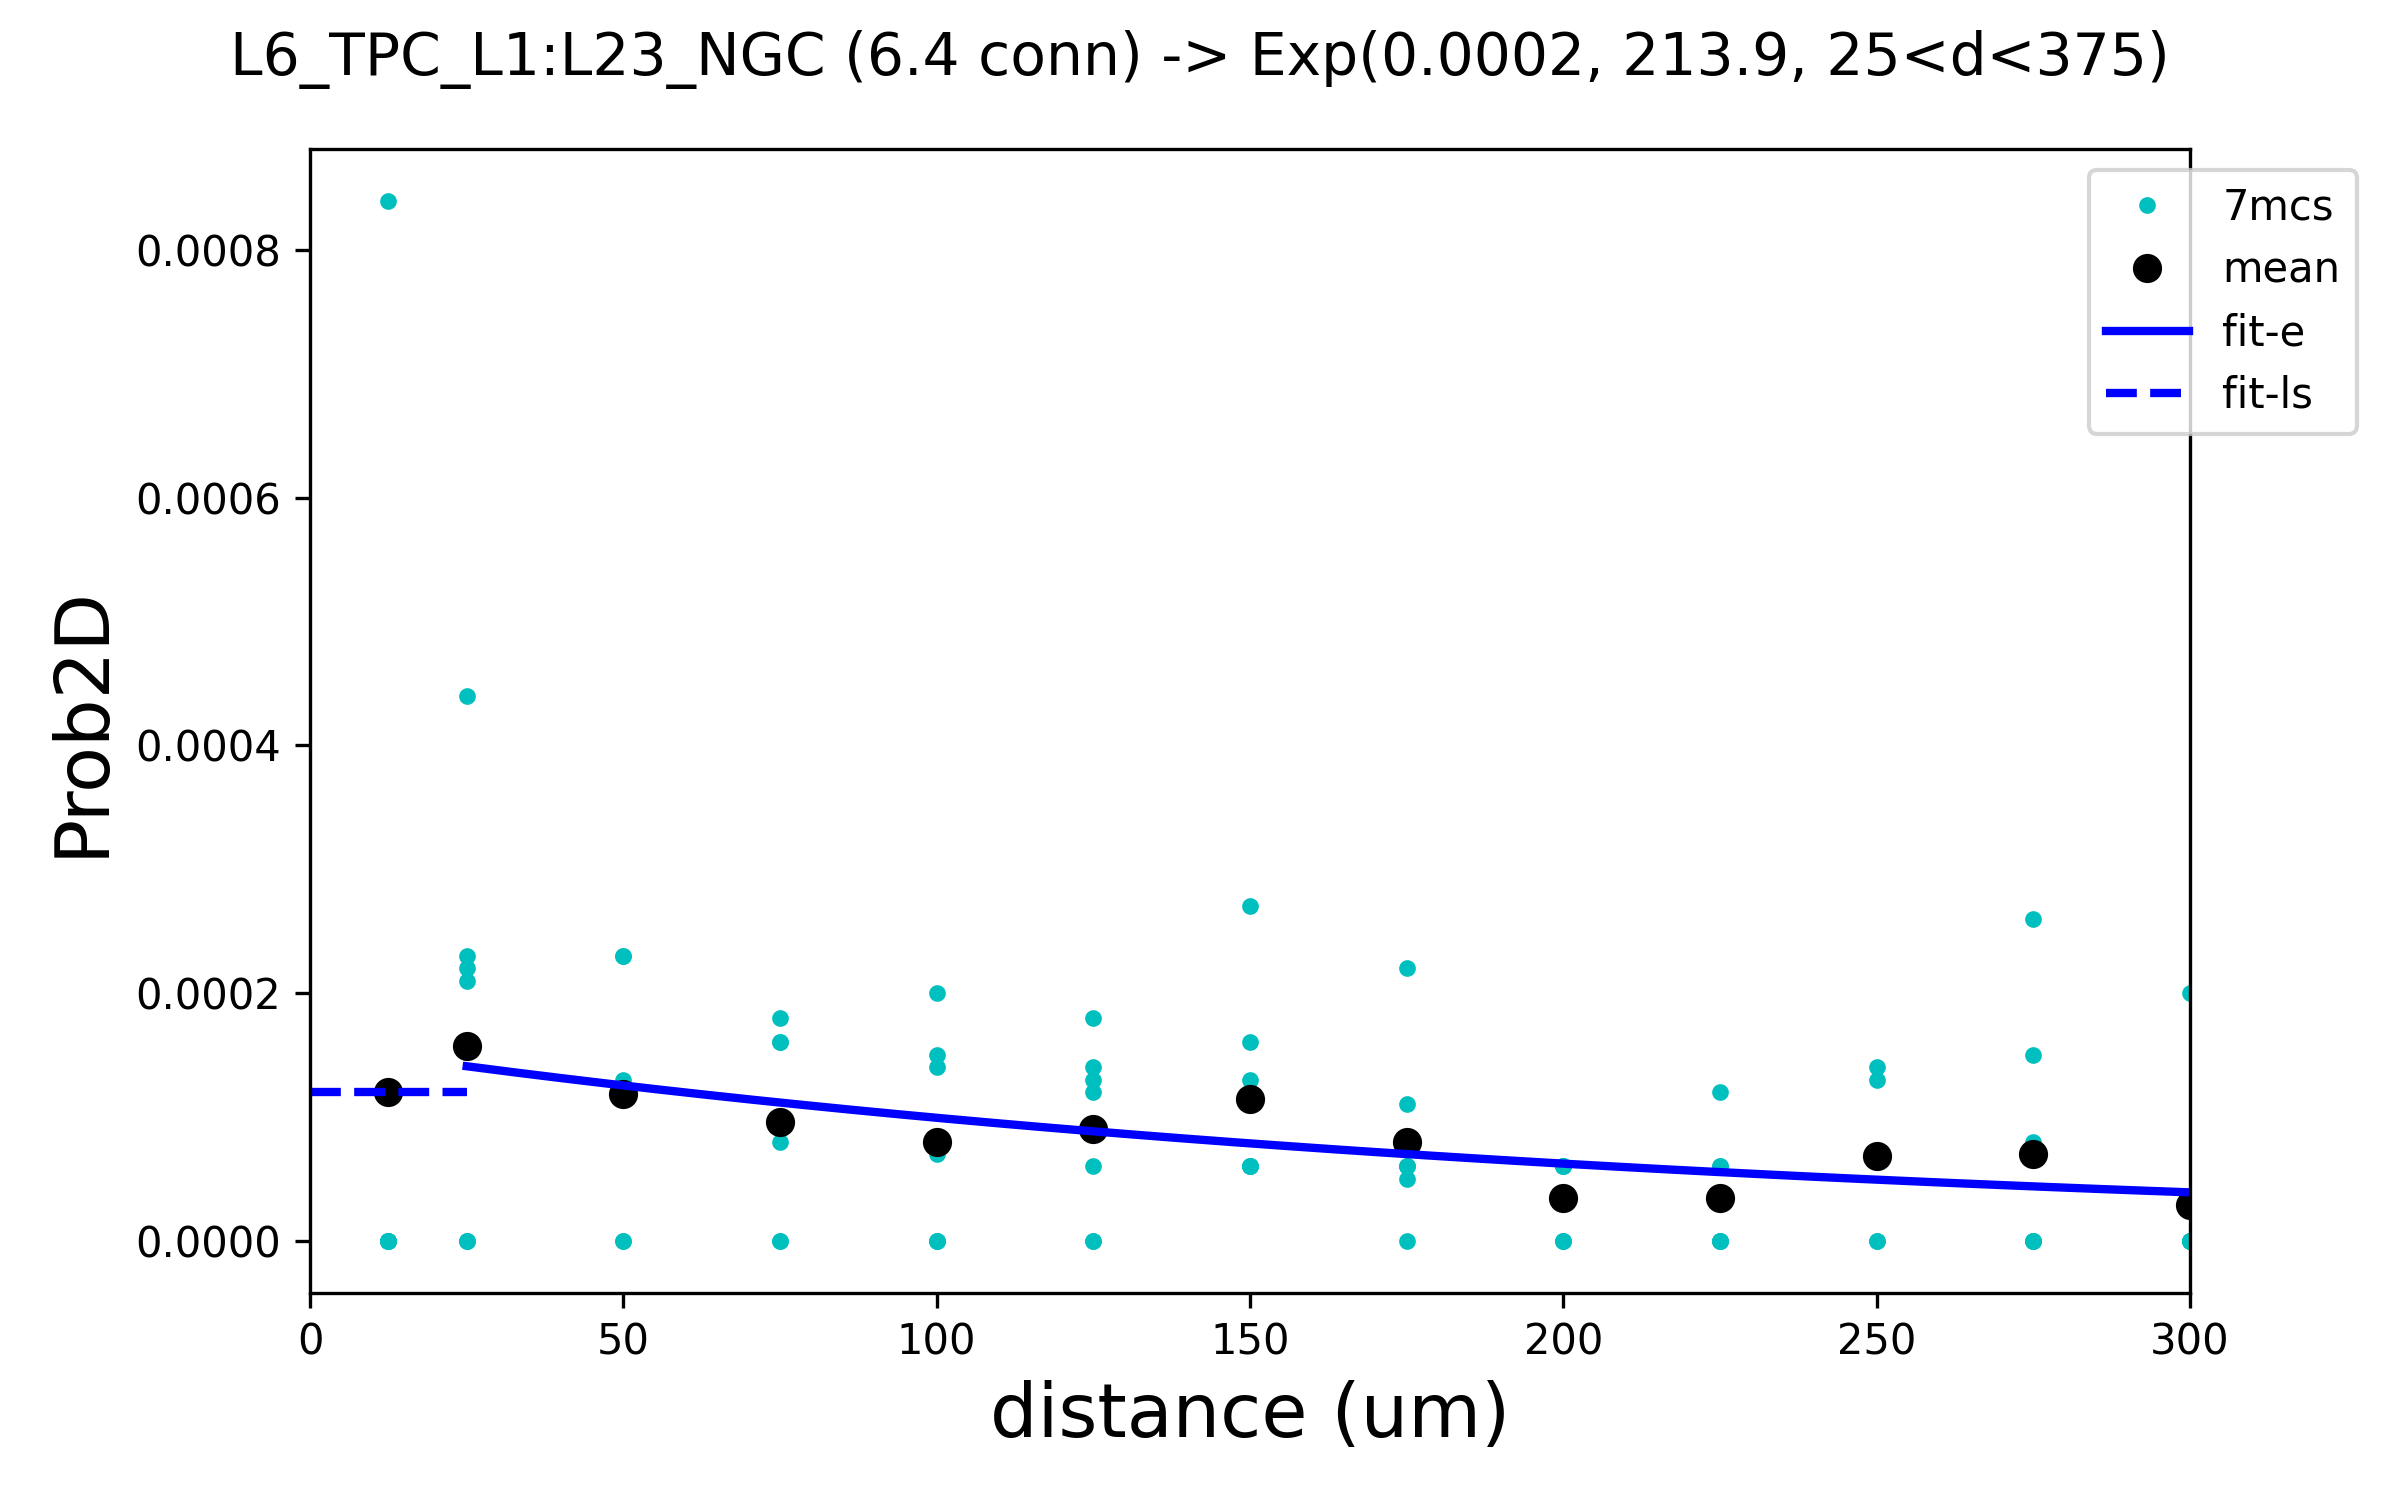 L6_TPC_L1:L23_NGC (6.4 conn) -> Exp(0.0002, 213.9, 25<d<375)
7mcs
mean
fit-e
fit-ls
0.0008
0.0006
0.0004
0.0002
0.0000
Prob2D
0 50 100 150 200 250 300
distance (um)